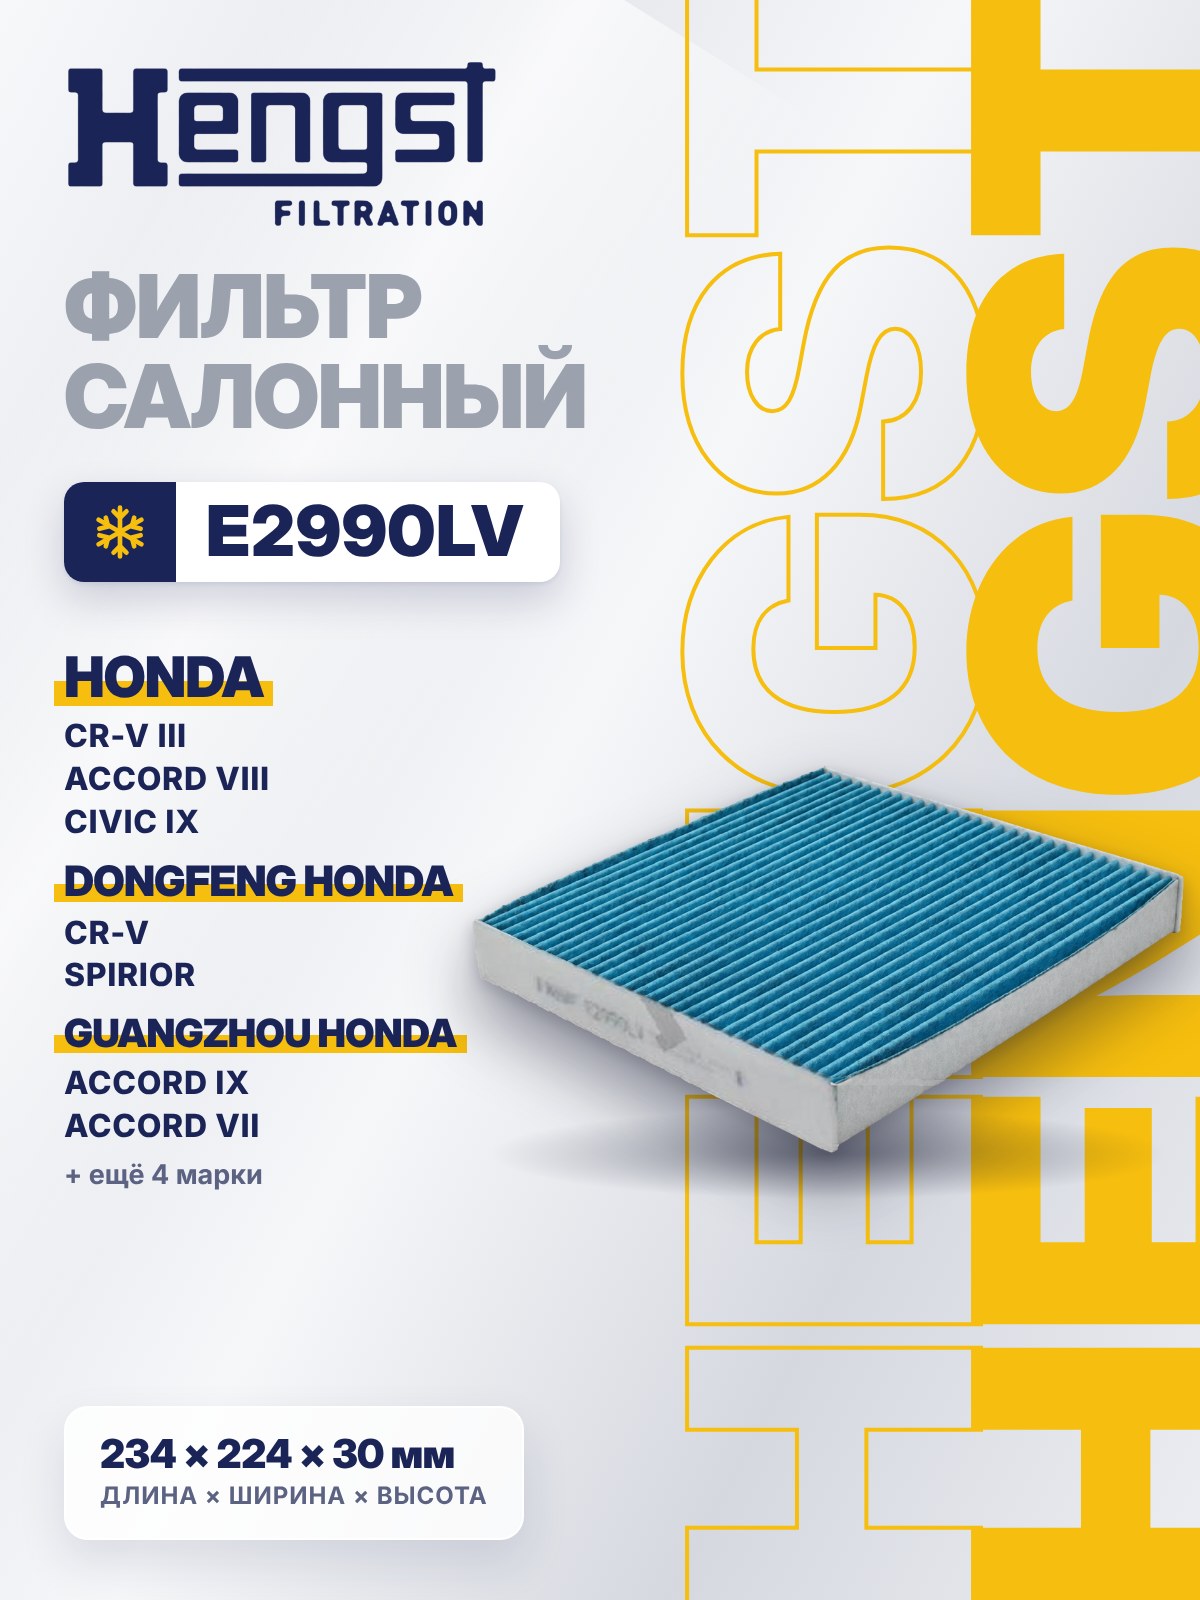 Hengst
FILTRATION
ФИЛЬТР
САЛОННЫЙ
E2990LV
HONDA
CR-V III
ACCORD VIII
CIVIC IX
DONGFENG HONDA
CR-V
SPIRIOR
GUANGZHOU HONDA
ACCORD IX
ACCORD VII
+ ещё 4 марки
234 × 224 × 30 мм
ДЛИНА × ШИРИНА × ВЫСОТА
HENGST
HENGST